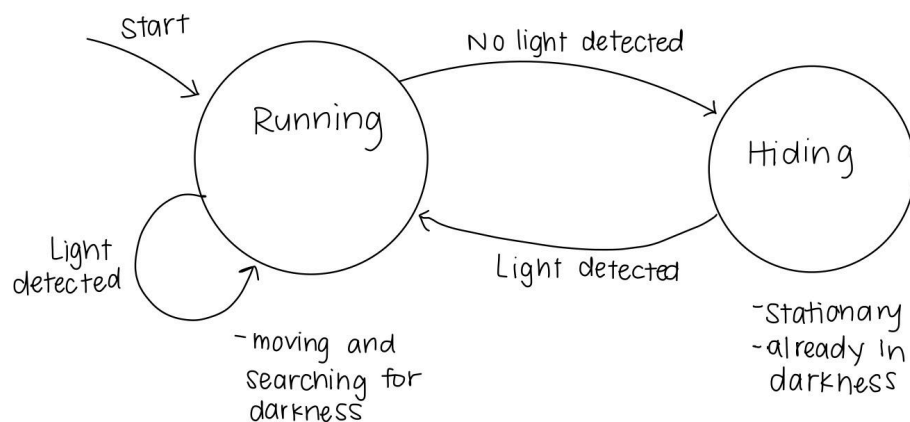 Start
No light detected
Running
Hiding
Light
detected
Light detected
-moving and
searching for
darkness
-Stationary
-already in
darkness